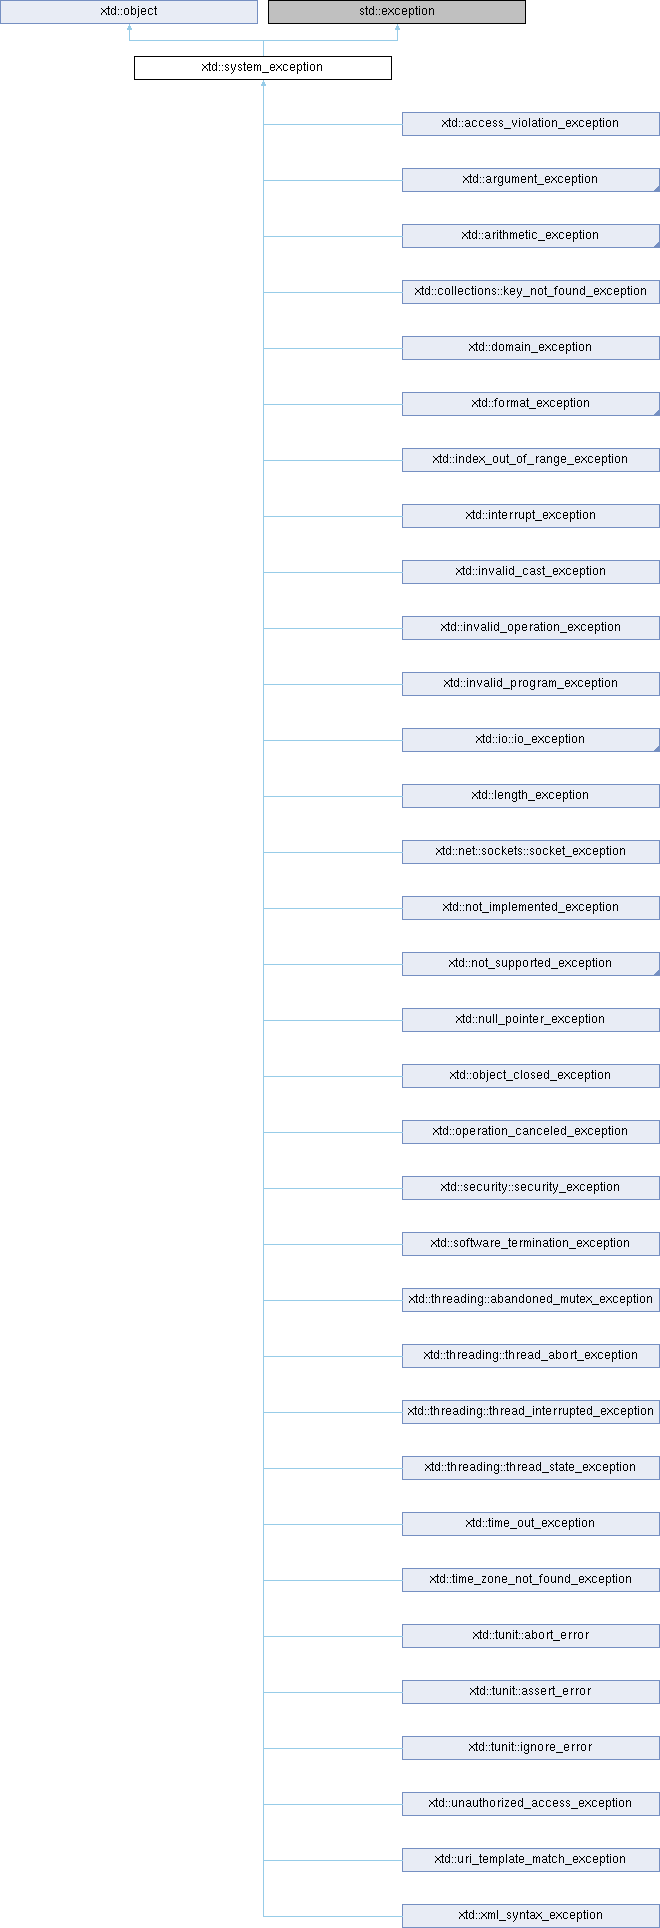 xtd::object
std::exception
xtd::system_exception
xtd::access_violation_exception
xtd::argument_exception
xtd::arithmetic_exception
xtd::collections::key_not_found_exception
xtd::domain_exception
xtd::format_exception
xtd::index_out_of_range_exception
xtd::interrupt_exception
xtd::invalid_cast_exception
xtd::invalid_operation_exception
xtd::invalid_program_exception
xtd::io::io_exception
xtd::length_exception
xtd::net::sockets::socket_exception
xtd::not_implemented_exception
xtd::not_supported_exception
xtd::null_pointer_exception
xtd::object_closed_exception
xtd::operation_canceled_exception
xtd::security::security_exception
xtd::software_termination_exception
xtd::threading::abandoned_mutex_exception
xtd::threading::thread_abort_exception
xtd::threading::thread_interrupted_exception
xtd::threading::thread_state_exception
xtd::time_out_exception
xtd::time_zone_not_found_exception
xtd::tunit::abort_error
xtd::tunit::assert_error
xtd::tunit::ignore_error
xtd::unauthorized_access_exception
xtd::uri_template_match_exception
xtd::xml_syntax_exception